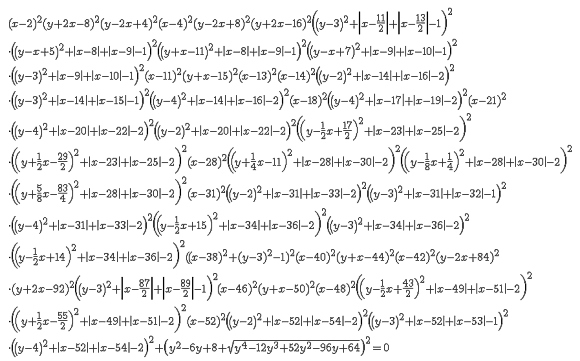 (x−2)²(y+2x−8)²(y−2x+4)²(x−4)²(y−2x+8)²(y+2x−16)²((y−3)²+|x−11/2|+|x−13/2|−1)²
·((y−x+5)²+|x−8|+|x−9|−1)²((y+x−11)²+|x−8|+|x−9|−1)²((y−x+7)²+|x−9|+|x−10|−1)²
·((y−3)²+|x−9|+|x−10|−1)²(x−11)²(y+x−15)²(x−13)²(x−14)²((y−2)²+|x−14|+|x−16|−2)²
·((y−3)²+|x−14|+|x−15|−1)²((y−4)²+|x−14|+|x−16|−2)²(x−18)²((y−4)²+|x−17|+|x−19|−2)²(x−21)²
·((y−4)²+|x−20|+|x−22|−2)²((y−2)²+|x−20|+|x−22|−2)²((y−1/2x+17/2)²+|x−23|+|x−25|−2)²
·((y+1/2x−29/2)²+|x−23|+|x−25|−2)²(x−28)²((y+1/4x−11)²+|x−28|+|x−30|−2)²((y−1/8x+1/4)²+|x−28|+|x−30|−2)²
·((y+5/8x−83/4)²+|x−28|+|x−30|−2)²(x−31)²((y−2)²+|x−31|+|x−33|−2)²((y−3)²+|x−31|+|x−32|−1)²
·((y−4)²+|x−31|+|x−33|−2)²((y−1/2x+15)²+|x−34|+|x−36|−2)²((y−3)²+|x−34|+|x−36|−2)²
·((y−1/2x+14)²+|x−34|+|x−36|−2)²((x−38)²+(y−3)²−1)²(x−40)²(y+x−44)²(x−42)²(y−2x+84)²
·(y+2x−92)²((y−3)²+|x−87/2|+|x−89/2|−1)²(x−46)²(y+x−50)²(x−48)²((y−1/2x+43/2)²+|x−49|+|x−51|−2)²
·((y+1/2x−55/2)²+|x−49|+|x−51|−2)²(x−52)²((y−2)²+|x−52|+|x−54|−2)²((y−3)²+|x−52|+|x−53|−1)²
·((y−4)²+|x−52|+|x−54|−2)²+(y²−6y+8+√(y⁴−12y³+52y²−96y+64))²=0